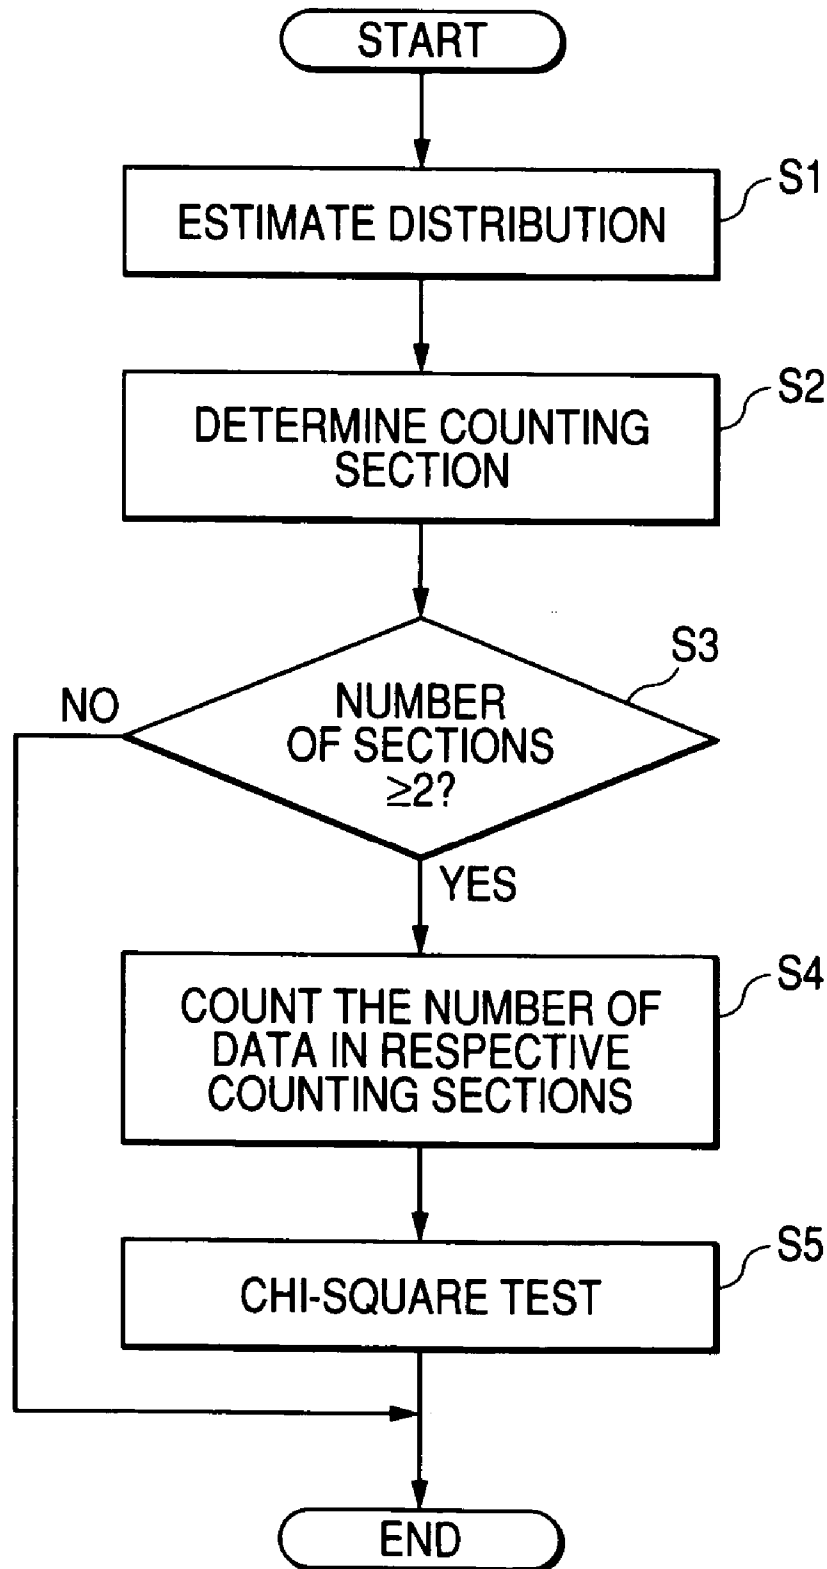 START
S1
ESTIMATE DISTRIBUTION
S2
DETERMINE COUNTING
SECTION
S3
NO
NUMBER
OF SECTIONS
≥2?
YES
S4
COUNT THE NUMBER OF
DATA IN RESPECTIVE
COUNTING SECTIONS
S5
CHI-SQUARE TEST
END